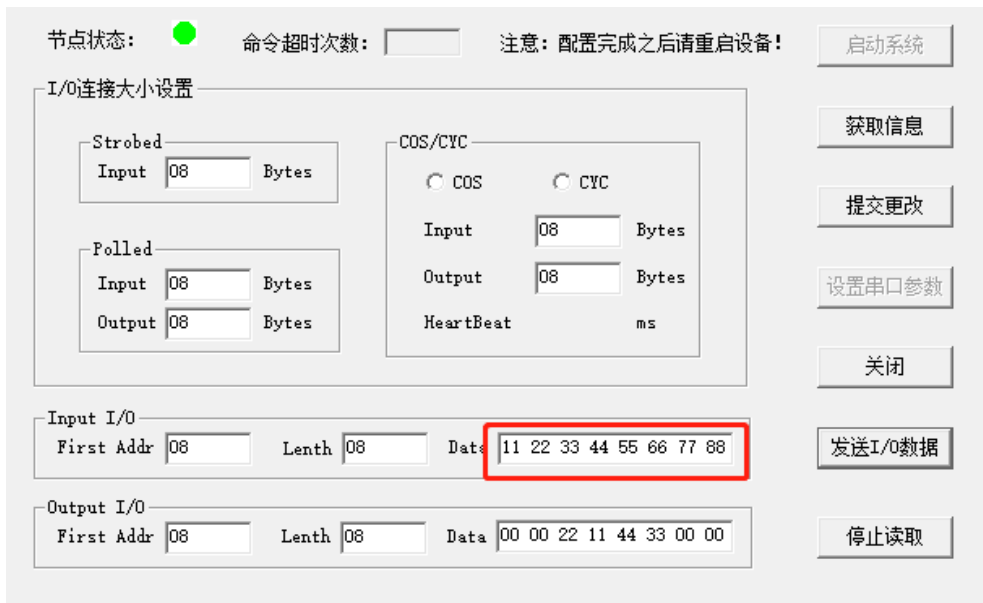 节点状态： 命令超时次数： 注意：配置完成之后请重启设备！ 启动系统
I/O连接大小设置
获取信息
Strobed
Input 08 Bytes
COS/CYC
COS CYC
提交更改
Input 08 Bytes
Polled
Input 08 Bytes
Output 08 Bytes
设置串口参数
Output 08 Bytes
HeartBeat ms
关闭
Input I/O
First Addr 08 Lenth 08 Data 11 22 33 44 55 66 77 88 发送I/O数据
Output I/O
First Addr 08 Lenth 08 Data 00 00 22 11 44 33 00 00 停止读取